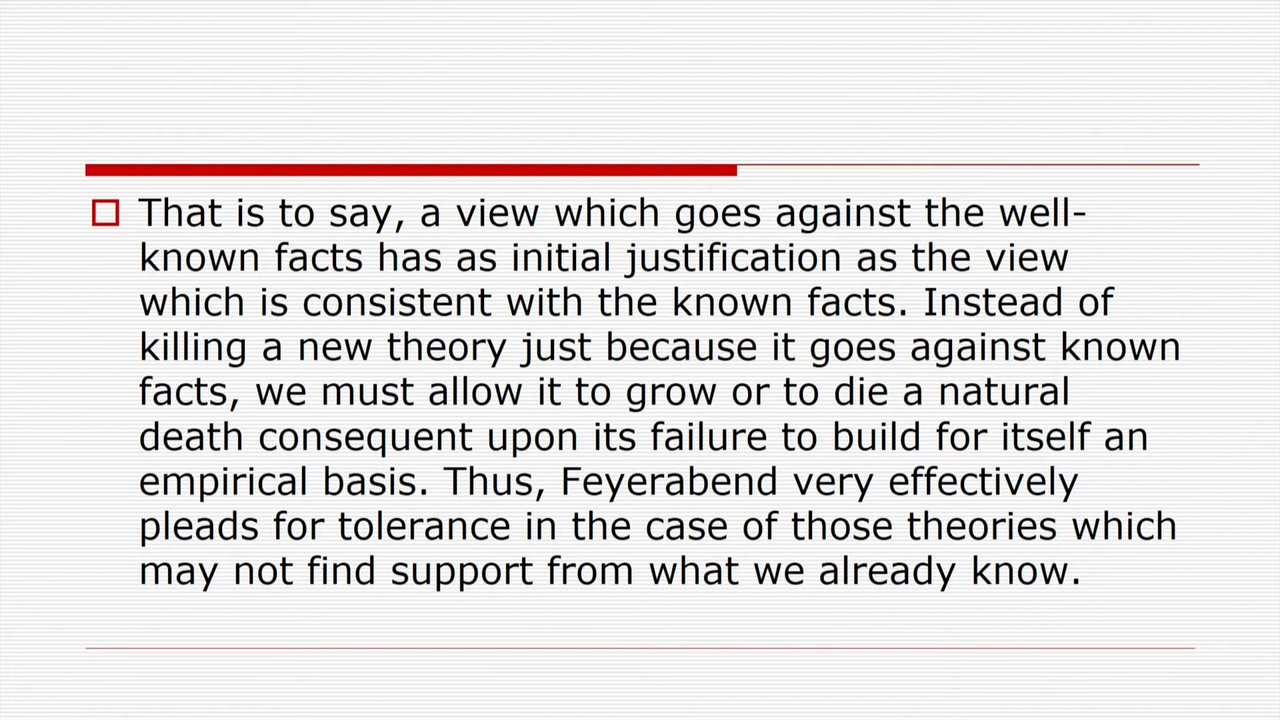 That is to say, a view which goes against the well-
known facts has as initial justification as the view
which is consistent with the known facts. Instead of
killing a new theory just because it goes against known
facts, we must allow it to grow or to die a natural
death consequent upon its failure to build for itself an
empirical basis. Thus, Feyerabend very effectively
pleads for tolerance in the case of those theories which
may not find support from what we already know.